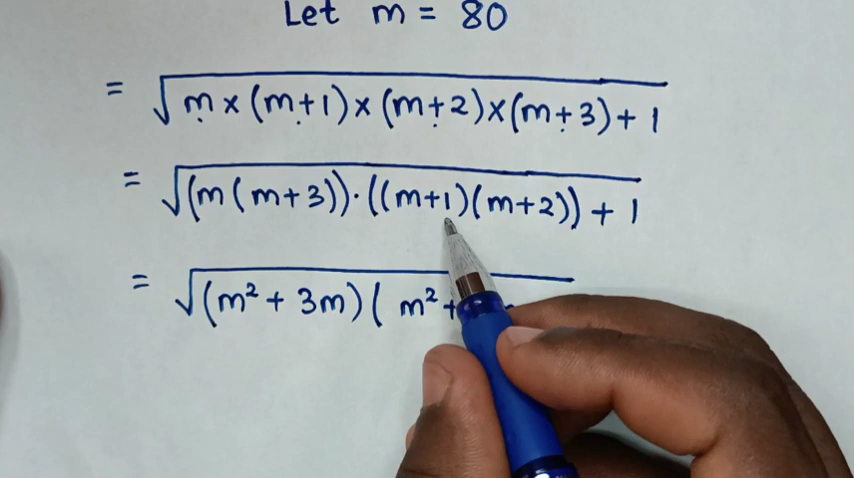 Let m = 80
= √(m × (m+1) × (m+2) × (m+3) + 1)
= √((m(m+3))·((m+1)(m+2)) + 1)
= √((m² + 3m)( m² +